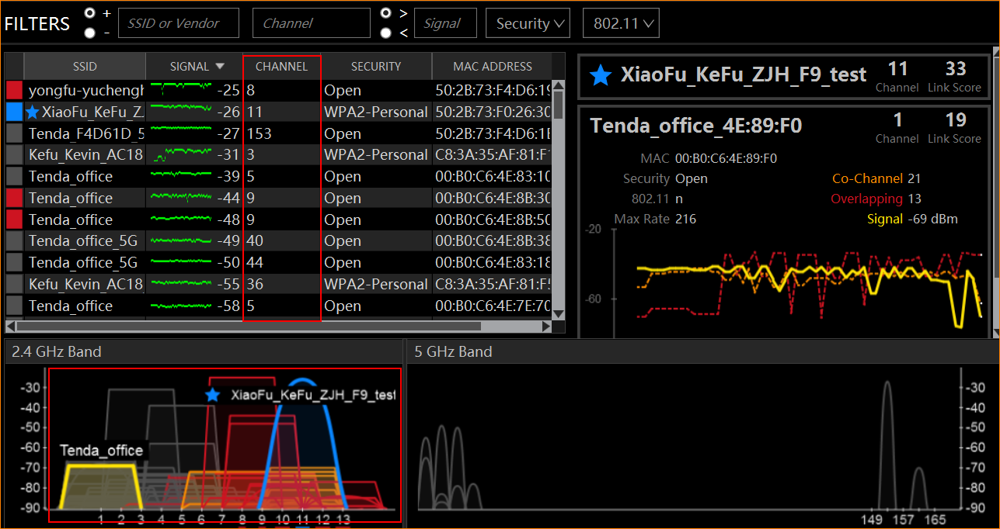 FILTERS + - SSID or Vendor Channel > < Signal Security 802.11
SSID SIGNAL CHANNEL SECURITY MAC ADDRESS
yongfu-yuchengh -25 8 Open 50:2B:73:F4:D6:19
XiaoFu_KeFu_Z. -26 11 WPA2-Personal 50:2B:73:F0:26:30
Tenda_F4D61D_5 -27 153 Open 50:2B:73:F4:D6:1E
Kefu_Kevin_AC18 -31 3 WPA2-Personal C8:3A:35:AF:81:F1
Tenda_office -39 5 Open 00:B0:C6:4E:83:10
Tenda_office -44 9 Open 00:B0:C6:4E:8B:30
Tenda_office -48 9 Open 00:B0:C6:4E:8B:50
Tenda_office_5G -49 40 Open 00:B0:C6:4E:8B:38
Tenda_office_5G -50 44 Open 00:B0:C6:4E:83:18
Kefu_Kevin_AC18 -55 36 WPA2-Personal C8:3A:35:AF:81:F5
Tenda_office -58 5 Open 00:B0:C6:4E:7E:70
XiaoFu_KeFu_ZJH_F9_test 11 33
Channel Link Score
Tenda_office_4E:89:F0 1 19
Channel Link Score
MAC 00:B0:C6:4E:89:F0
Security Open Co-Channel 21
802.11 n Overlapping 13
Max Rate 216 Signal -69 dBm
-20
-60
2.4 GHz Band
-30
-40
-50
-60
-70
-80
-90
XiaoFu_KeFu_ZJH_F9_test
Tenda_office
1 2 3 4 5 6 7 8 9 10 11 12 13
5 GHz Band
-30
-40
-50
-60
-70
-80
-90
149 157 165